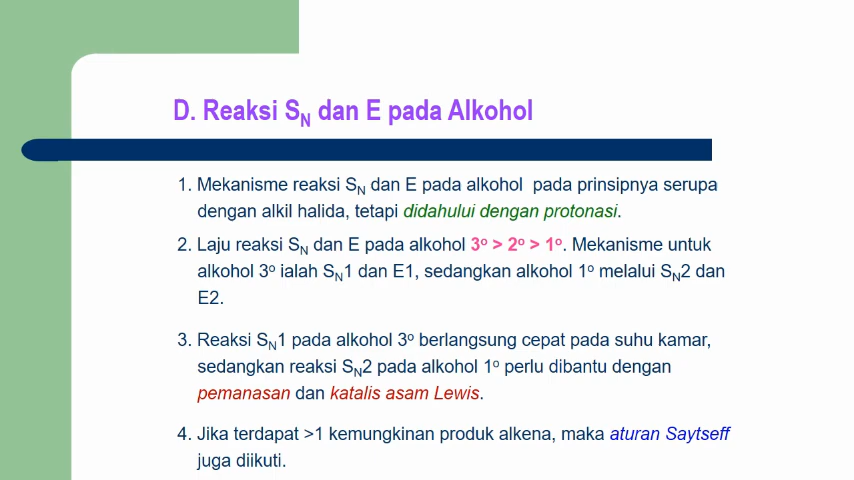 D. Reaksi SN dan E pada Alkohol
1. Mekanisme reaksi SN dan E pada alkohol pada prinsipnya serupa
dengan alkil halida, tetapi didahului dengan protonasi.
2. Laju reaksi SN dan E pada alkohol 3º > 2º > 1º. Mekanisme untuk
alkohol 3º ialah SN1 dan E1, sedangkan alkohol 1º melalui SN2 dan
E2.
3. Reaksi SN1 pada alkohol 3º berlangsung cepat pada suhu kamar,
sedangkan reaksi SN2 pada alkohol 1º perlu dibantu dengan
pemanasan dan katalis asam Lewis.
4. Jika terdapat >1 kemungkinan produk alkena, maka aturan Saytseff
juga diikuti.